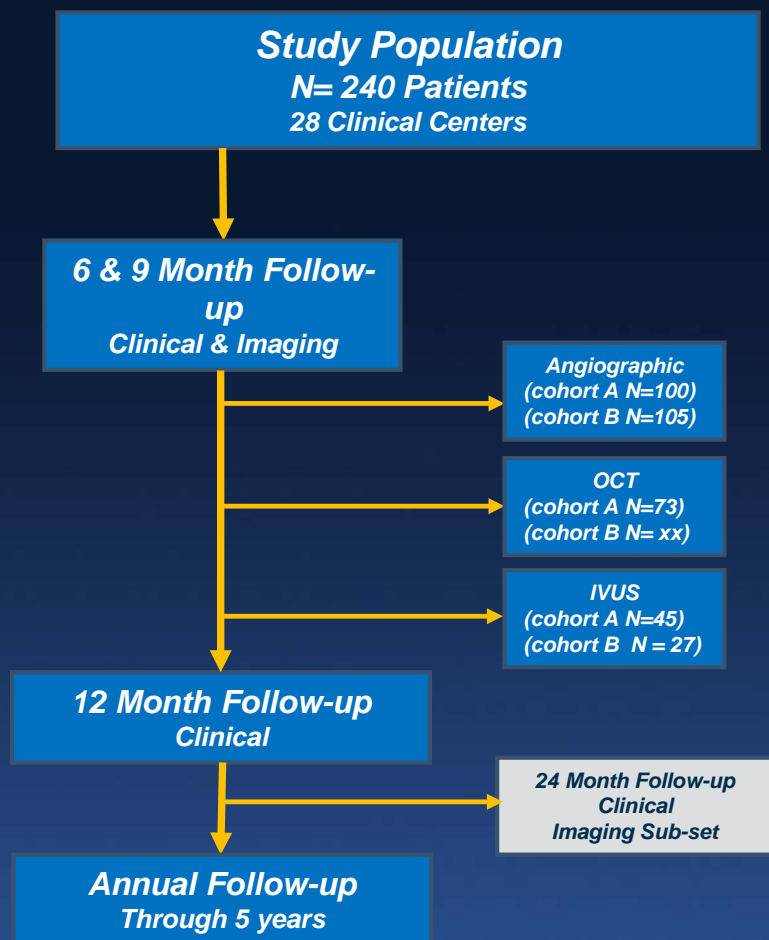 Study Population
N= 240 Patients
28 Clinical Centers
6 & 9 Month Follow-
up
Clinical & Imaging
Angiographic
(cohort A N=100)
(cohort B N=105)
OCT
(cohort A N=73)
(cohort B N= xx)
IVUS
(cohort A N=45)
(cohort B N = 27)
12 Month Follow-up
Clinical
24 Month Follow-up
Clinical
Imaging Sub-set
Annual Follow-up
Through 5 years